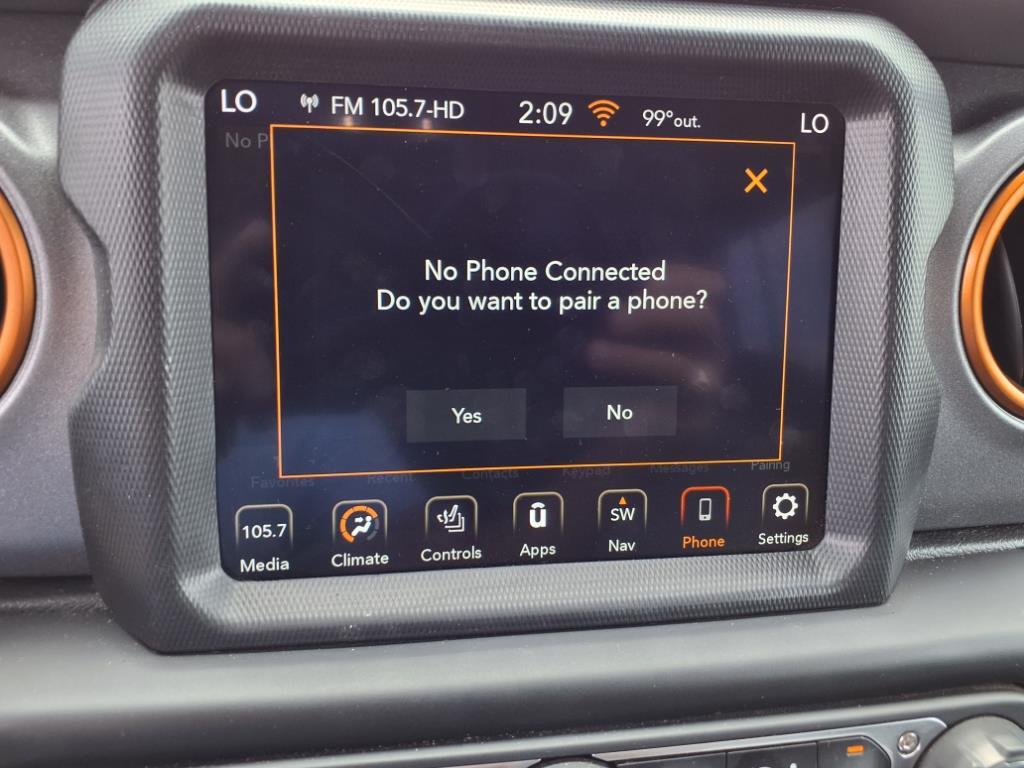 LO FM 105.7-HD 2:09 99°out. LO
No P
No Phone Connected
Do you want to pair a phone?
Yes No
Favorites Recent Contacts Keypad Messages Pairing
105.7 SW
Media Climate Controls Apps Nav Phone Settings